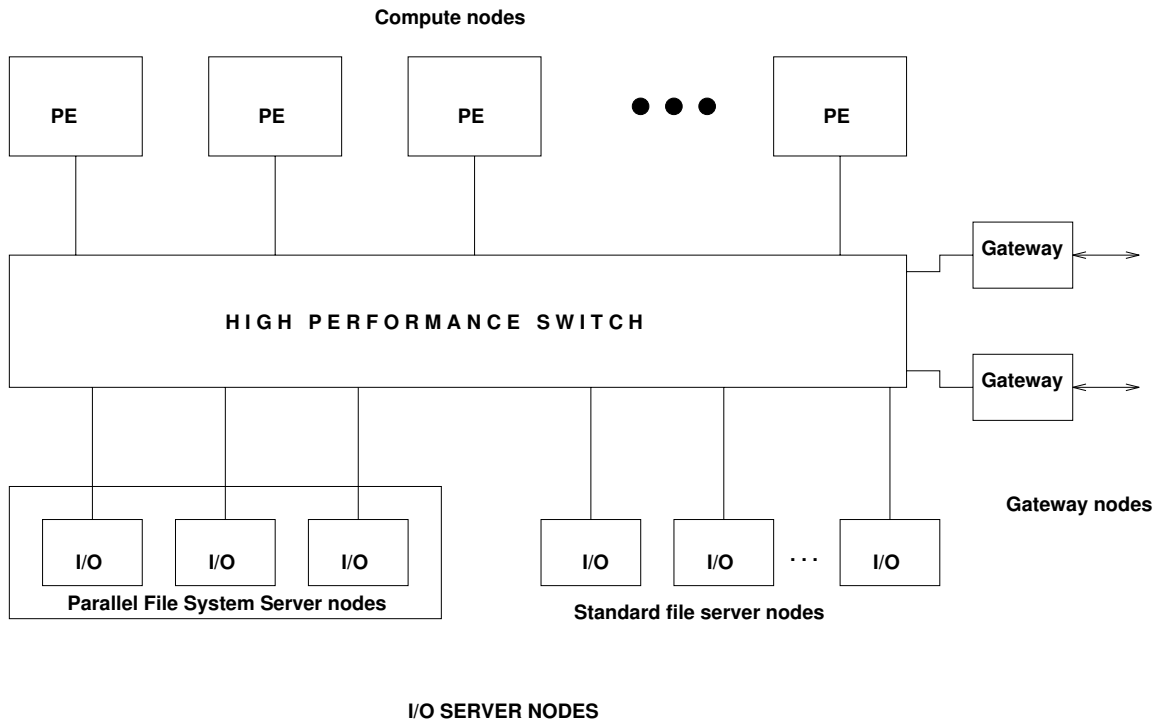 Compute nodes
PE
PE
PE
PE
Gateway
HIGH PERFORMANCE SWITCH
Gateway
Gateway nodes
I/O
I/O
I/O
I/O
I/O
...
I/O
Parallel File System Server nodes
Standard file server nodes
I/O SERVER NODES